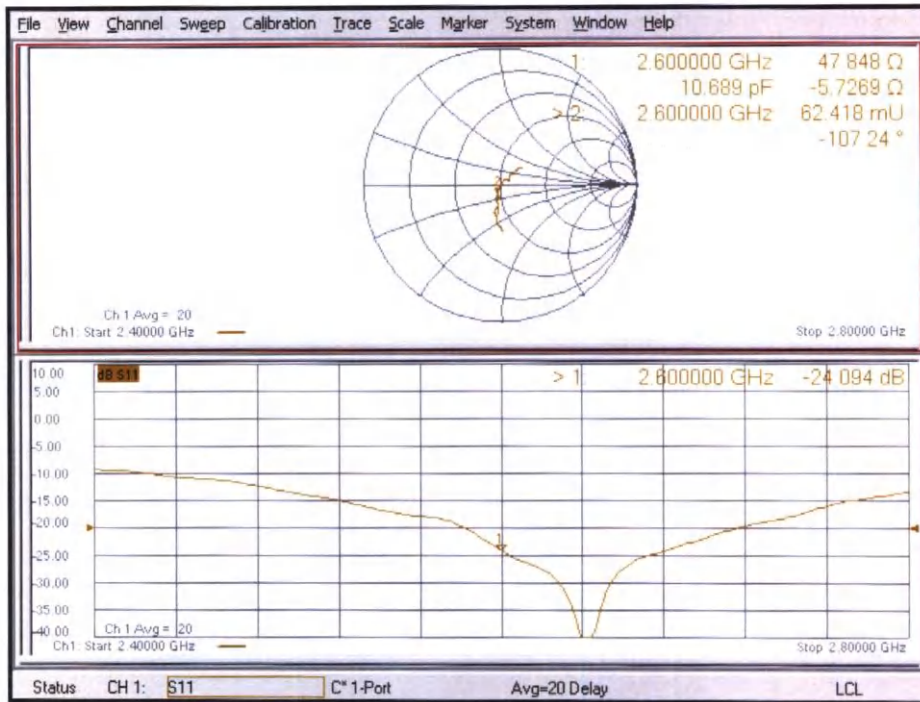 File View Channel Sweep Calibration Trace Scale Marker System Window Help
1: 2.600000 GHz 47.848 Ω
10.689 pF -5.7269 Ω
> 2: 2.600000 GHz 62.418 mU
-107.24 °
Ch 1 Avg = 20
Ch1: Start 2.40000 GHz Stop 2.80000 GHz
10.00 dB S11 > 1: 2.600000 GHz -24.094 dB
5.00
0.00
-5.00
-10.00
-15.00
-20.00
-25.00
-30.00
-35.00
-40.00
1
Ch 1 Avg = 20
Ch1: Start 2.40000 GHz Stop 2.80000 GHz
Status CH 1: S11 C* 1-Port Avg=20 Delay LCL